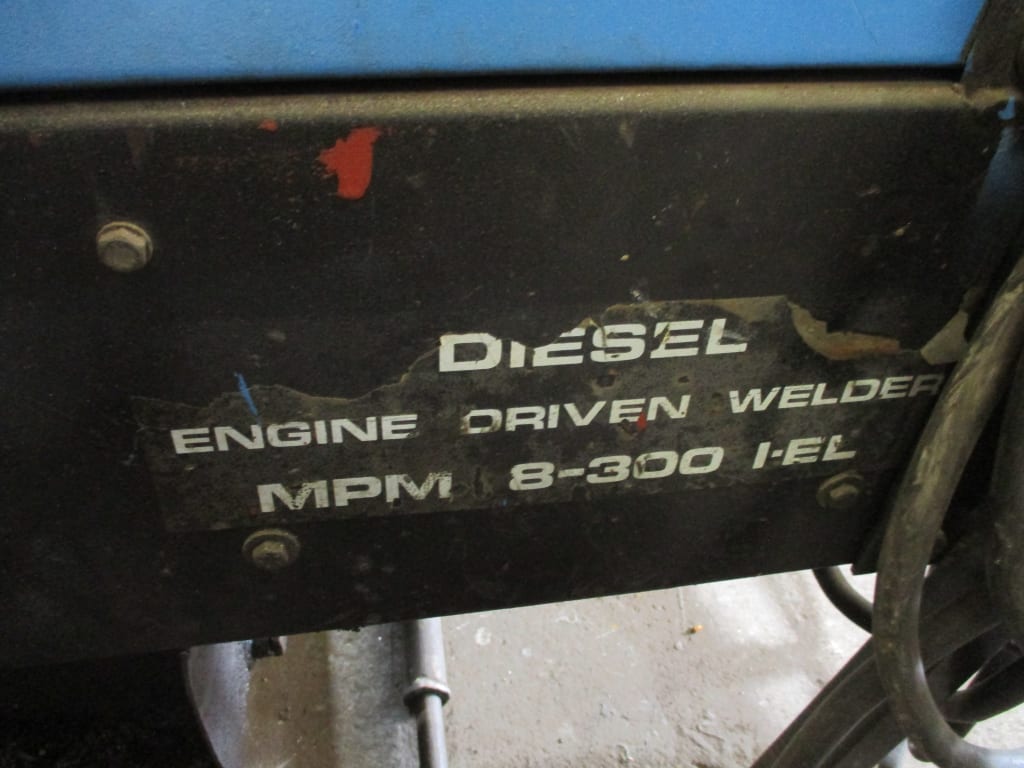 DIESEL
ENGINE DRIVEN WELDER
MPM 8-300 I-EL